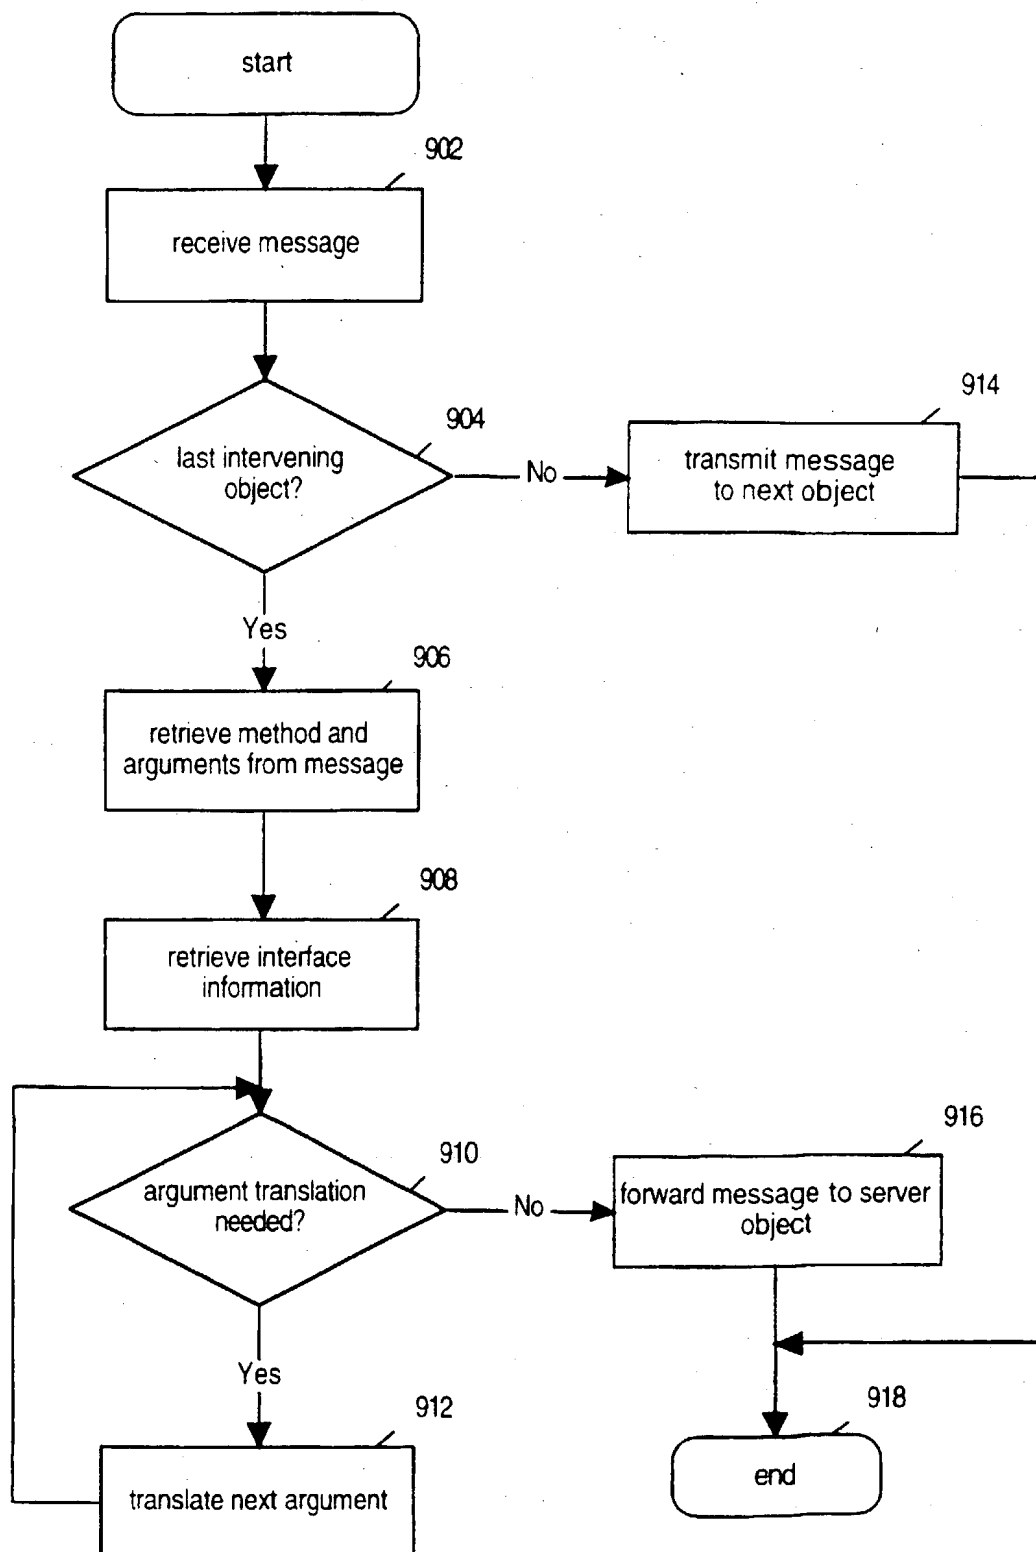 start
902
receive message
904
last intervening
object?
No
914
transmit message
to next object
Yes
906
retrieve method and
arguments from message
908
retrieve interface
information
910
argument translation
needed?
No
916
forward message to server
object
Yes
912
translate next argument
918
end